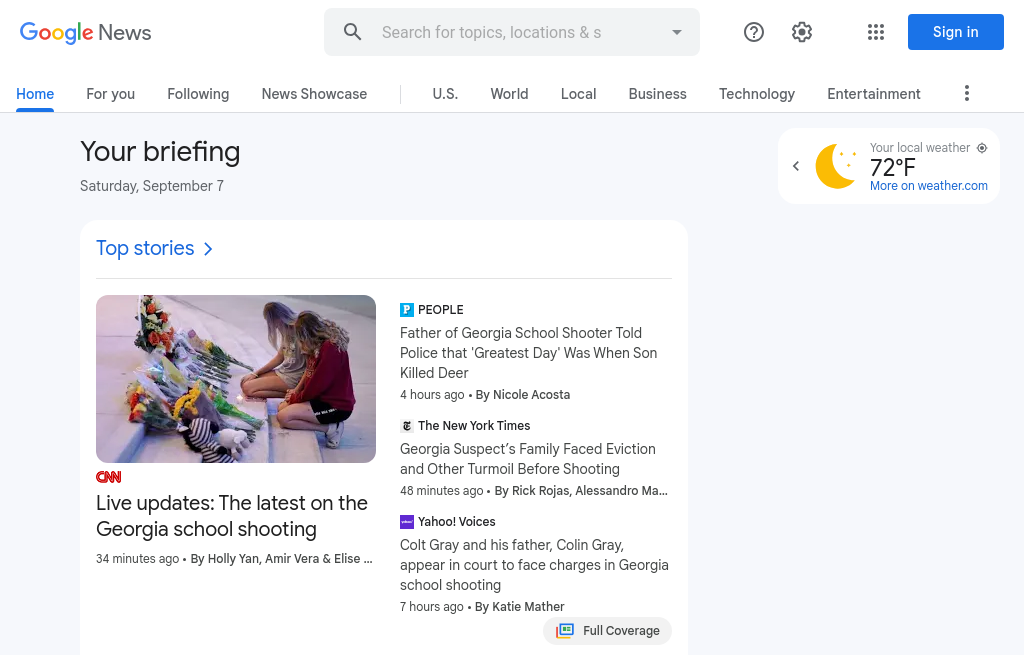 Google News
Search for topics, locations & s
Sign in
Home
For you
Following
News Showcase
U.S.
World
Local
Business
Technology
Entertainment
Your briefing
Saturday, September 7
Your local weather
72°F
More on weather.com
Top stories
CNN
Live updates: The latest on the
Georgia school shooting
34 minutes ago • By Holly Yan, Amir Vera & Elise ...
P PEOPLE
Father of Georgia School Shooter Told
Police that 'Greatest Day' Was When Son
Killed Deer
4 hours ago • By Nicole Acosta
The New York Times
Georgia Suspect’s Family Faced Eviction
and Other Turmoil Before Shooting
48 minutes ago • By Rick Rojas, Alessandro Ma...
yahoo! Yahoo! Voices
Colt Gray and his father, Colin Gray,
appear in court to face charges in Georgia
school shooting
7 hours ago • By Katie Mather
Full Coverage